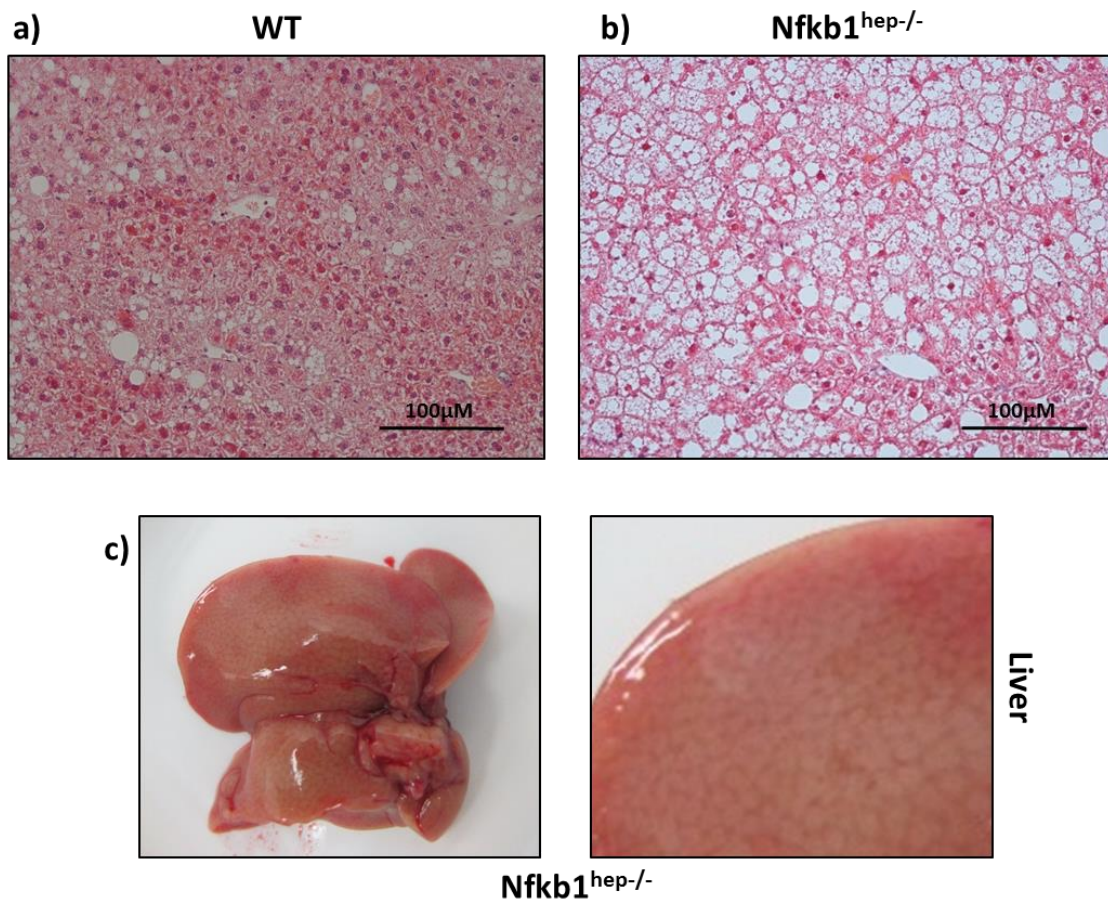 a)
WT
b)
Nfkb1hep-/-
100µM
100µM
c)
Liver
Nfkb1hep-/-